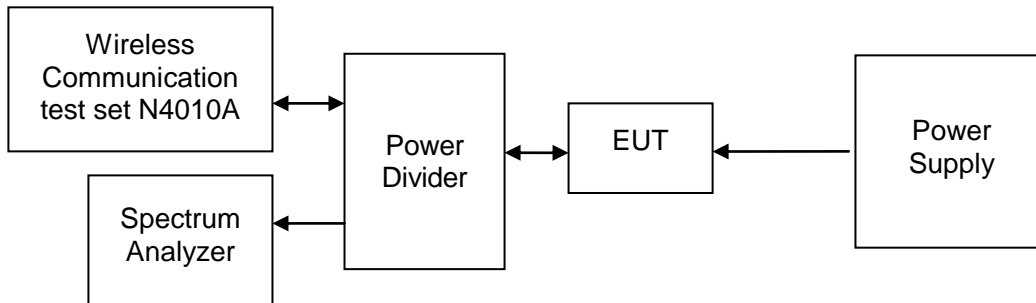 Wireless
Communication
test set N4010A
Power
Divider
EUT
Power
Supply
Spectrum
Analyzer